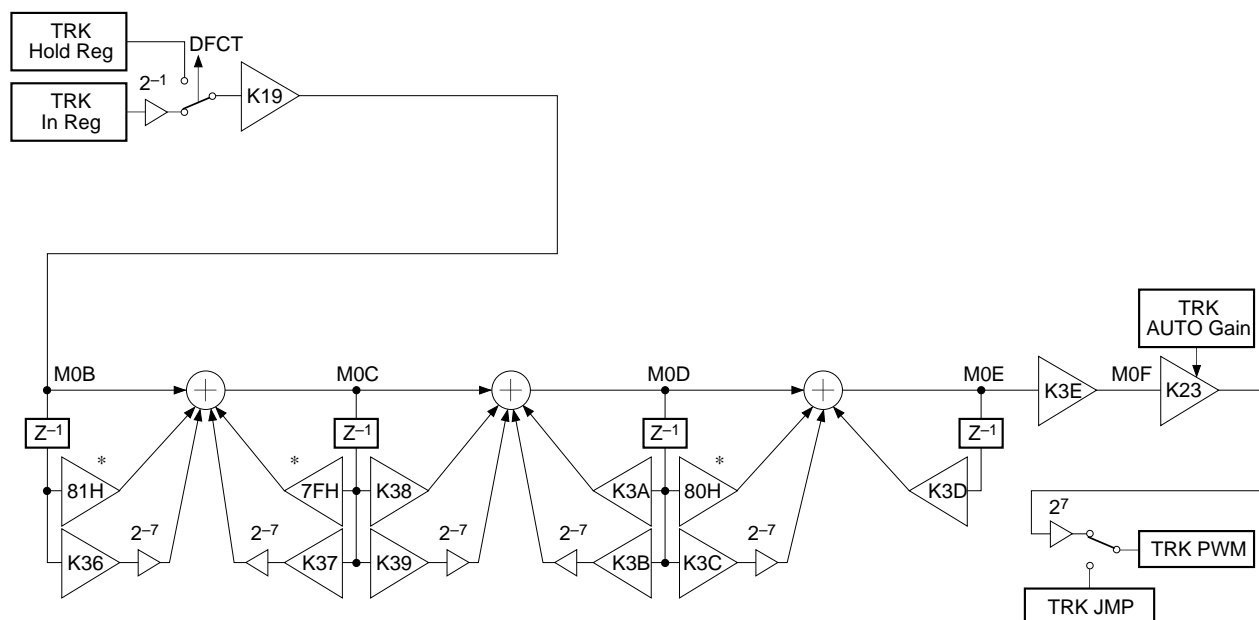 TRK
Hold Reg
DFCT
2–1
K19
TRK
In Reg
TRK
AUTO Gain
M0B
M0C
M0D
M0E
K3E
M0F
K23
Z–1
Z–1
Z–1
Z–1
*
81H
*
7FH
K38
K3A
*
80H
K3D
2–7
2–7
2–7
2–7
2–7
27
K36
K37
K39
K3B
K3C
TRK PWM
TRK JMP